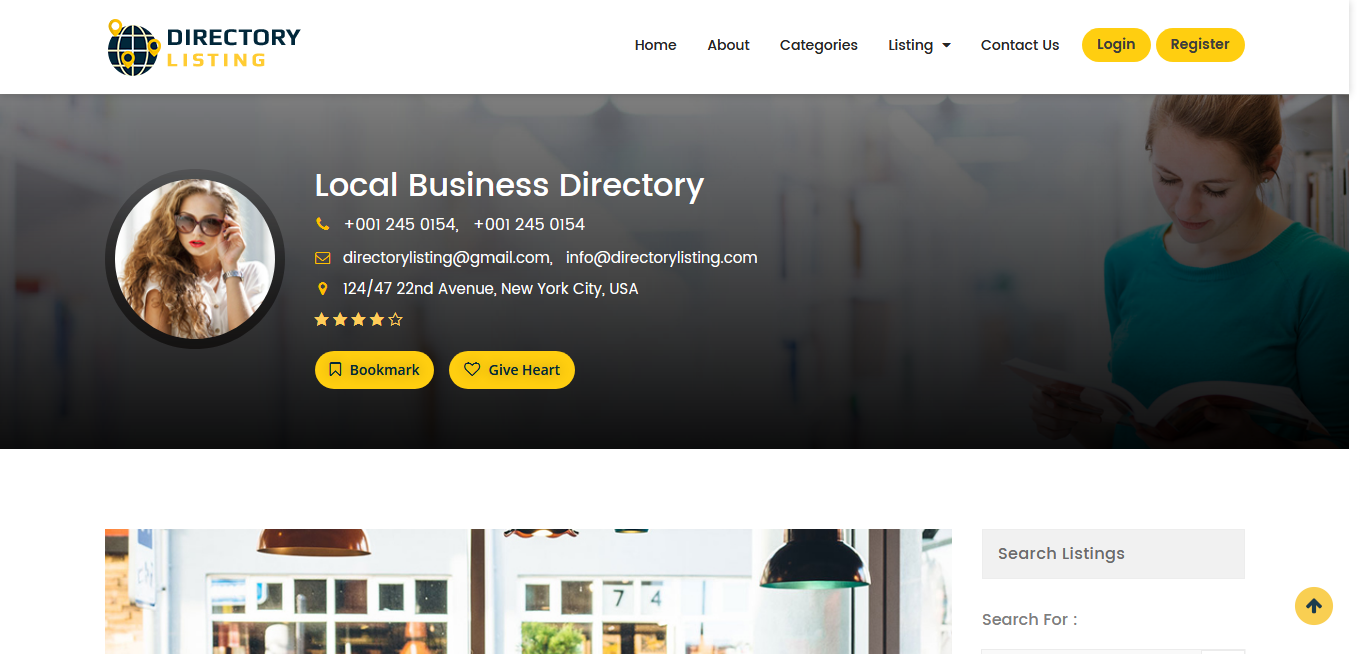 DIRECTORY
LISTING
Home About Categories Listing Contact Us Login Register
Local Business Directory
+001 245 0154, +001 245 0154
directorylisting@gmail.com, info@directorylisting.com
124/47 22nd Avenue, New York City, USA
Bookmark Give Heart
Search Listings
74
Search For :